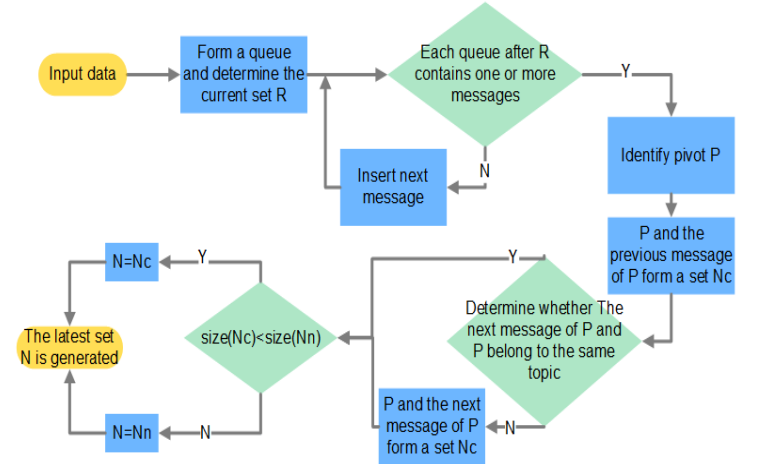 Input data
Form a queue
and determine the
current set R
Each queue after R
contains one or more
messages
Y
N
Insert next
message
Identify pivot P
P and the
previous message
of P form a set Nc
Determine whether The
next message of P and
P belong to the same
topic
Y
N
P and the next
message of P
form a set Nc
size(Nc)<size(Nn)
Y
N=Nc
N
N=Nn
The latest set
N is generated